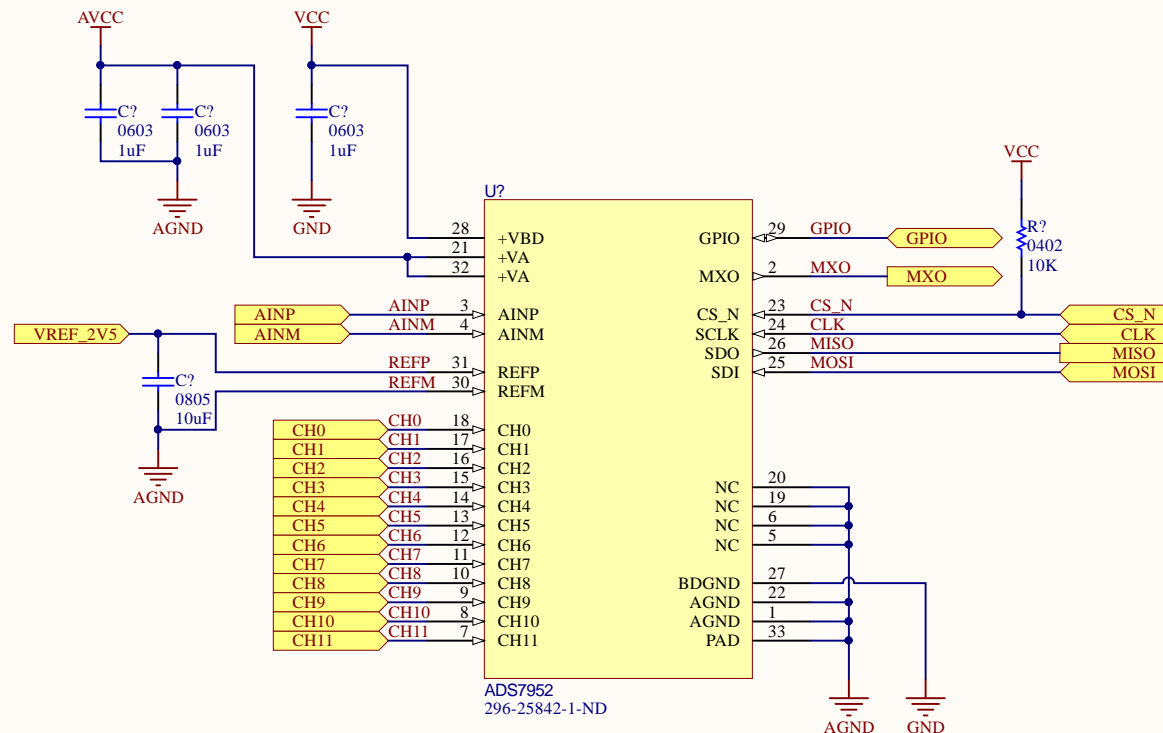 AVCC
VCC
C?
0603
1uF
C?
0603
1uF
C?
0603
1uF
AGND
GND
VCC
R?
0402
10K
U?
28 +VBD
21 +VA
32 +VA
AINP AINP 3 AINP
AINM AINM 4 AINM
VREF_2V5
REFP 31 REFP
REFM 30 REFM
C?
0805
10uF
AGND
CH0 CH0 18 CH0
CH1 CH1 17 CH1
CH2 CH2 16 CH2
CH3 CH3 15 CH3
CH4 CH4 14 CH4
CH5 CH5 13 CH5
CH6 CH6 12 CH6
CH7 CH7 11 CH7
CH8 CH8 10 CH8
CH9 CH9 9 CH9
CH10 CH10 8 CH10
CH11 CH11 7 CH11
GPIO 29 GPIO GPIO
MXO 2 MXO MXO
CS_N 23 CS_N CS_N
SCLK 24 CLK CLK
SDO 26 MISO MISO
SDI 25 MOSI MOSI
NC 20
NC 19
NC 6
NC 5
BDGND 27
AGND 22
AGND 1
PAD 33
ADS7952
296-25842-1-ND
AGND
GND